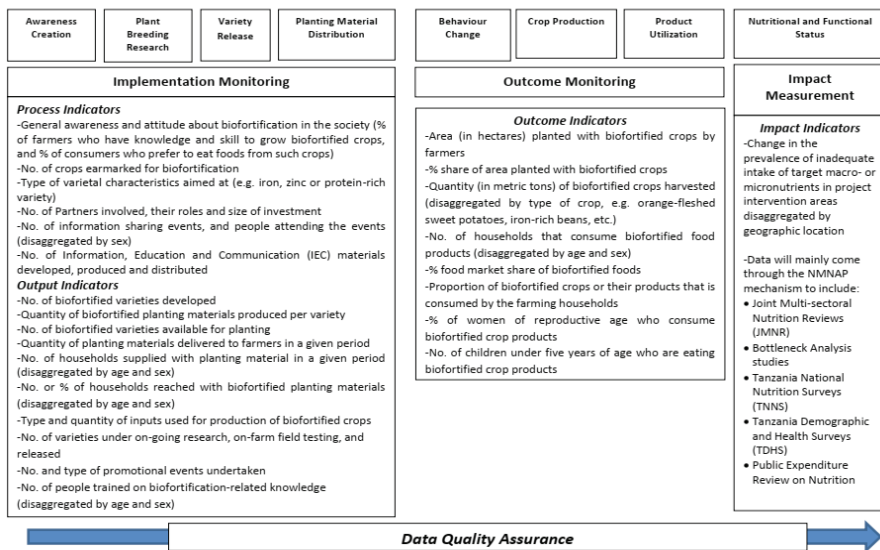 Awareness
Creation
Plant
Breeding
Research
Variety
Release
Planting Material
Distribution
Behaviour
Change
Crop Production
Product
Utilization
Nutritional and Functional
Status
Implementation Monitoring
Process Indicators
-General awareness and attitude about biofortification in the society (%
of farmers who have knowledge and skill to grow biofortified crops,
and % of consumers who prefer to eat foods from such crops)
-No. of crops earmarked for biofortification
-Type of varietal characteristics aimed at (e.g. iron, zinc or protein-rich
variety)
-No. of Partners involved, their roles and size of investment
-No. of information sharing events, and people attending the events
(disaggregated by sex)
-No. of Information, Education and Communication (IEC) materials
developed, produced and distributed
Output Indicators
-No. of biofortified varieties developed
-Quantity of biofortified planting materials produced per variety
-No. of biofortified varieties available for planting
-Quantity of planting materials delivered to farmers in a given period
-No. of households supplied with planting material in a given period
(disaggregated by age and sex)
-No. or % of households reached with biofortified planting materials
(disaggregated by age and sex)
-Type and quantity of inputs used for production of biofortified crops
-No. of varieties under on-going research, on-farm field testing, and
released
-No. and type of promotional events undertaken
-No. of people trained on biofortification-related knowledge
(disaggregated by age and sex)
Outcome Monitoring
Outcome Indicators
-Area (in hectares) planted with biofortified crops by
farmers
-% share of area planted with biofortified crops
-Quantity (in metric tons) of biofortified crops harvested
(disaggregated by type of crop, e.g. orange-fleshed
sweet potatoes, iron-rich beans, etc.)
-No. of households that consume biofortified food
products (disaggregated by age and sex)
-% food market share of biofortified foods
-Proportion of biofortified crops or their products that is
consumed by the farming households
-% of women of reproductive age who consume
biofortified crop products
-No. of children under five years of age who are eating
biofortified crop products
Impact
Measurement
Impact Indicators
-Change in the
prevalence of inadequate
intake of target macro- or
micronutrients in project
intervention areas
disaggregated by
geographic location
-Data will mainly come
through the NMNAP
mechanism to include:
• Joint Multi-sectoral
Nutrition Reviews
(JMNR)
• Bottleneck Analysis
studies
• Tanzania National
Nutrition Surveys
(TNNS)
• Tanzania Demographic
and Health Surveys
(TDHS)
• Public Expenditure
Review on Nutrition
Data Quality Assurance